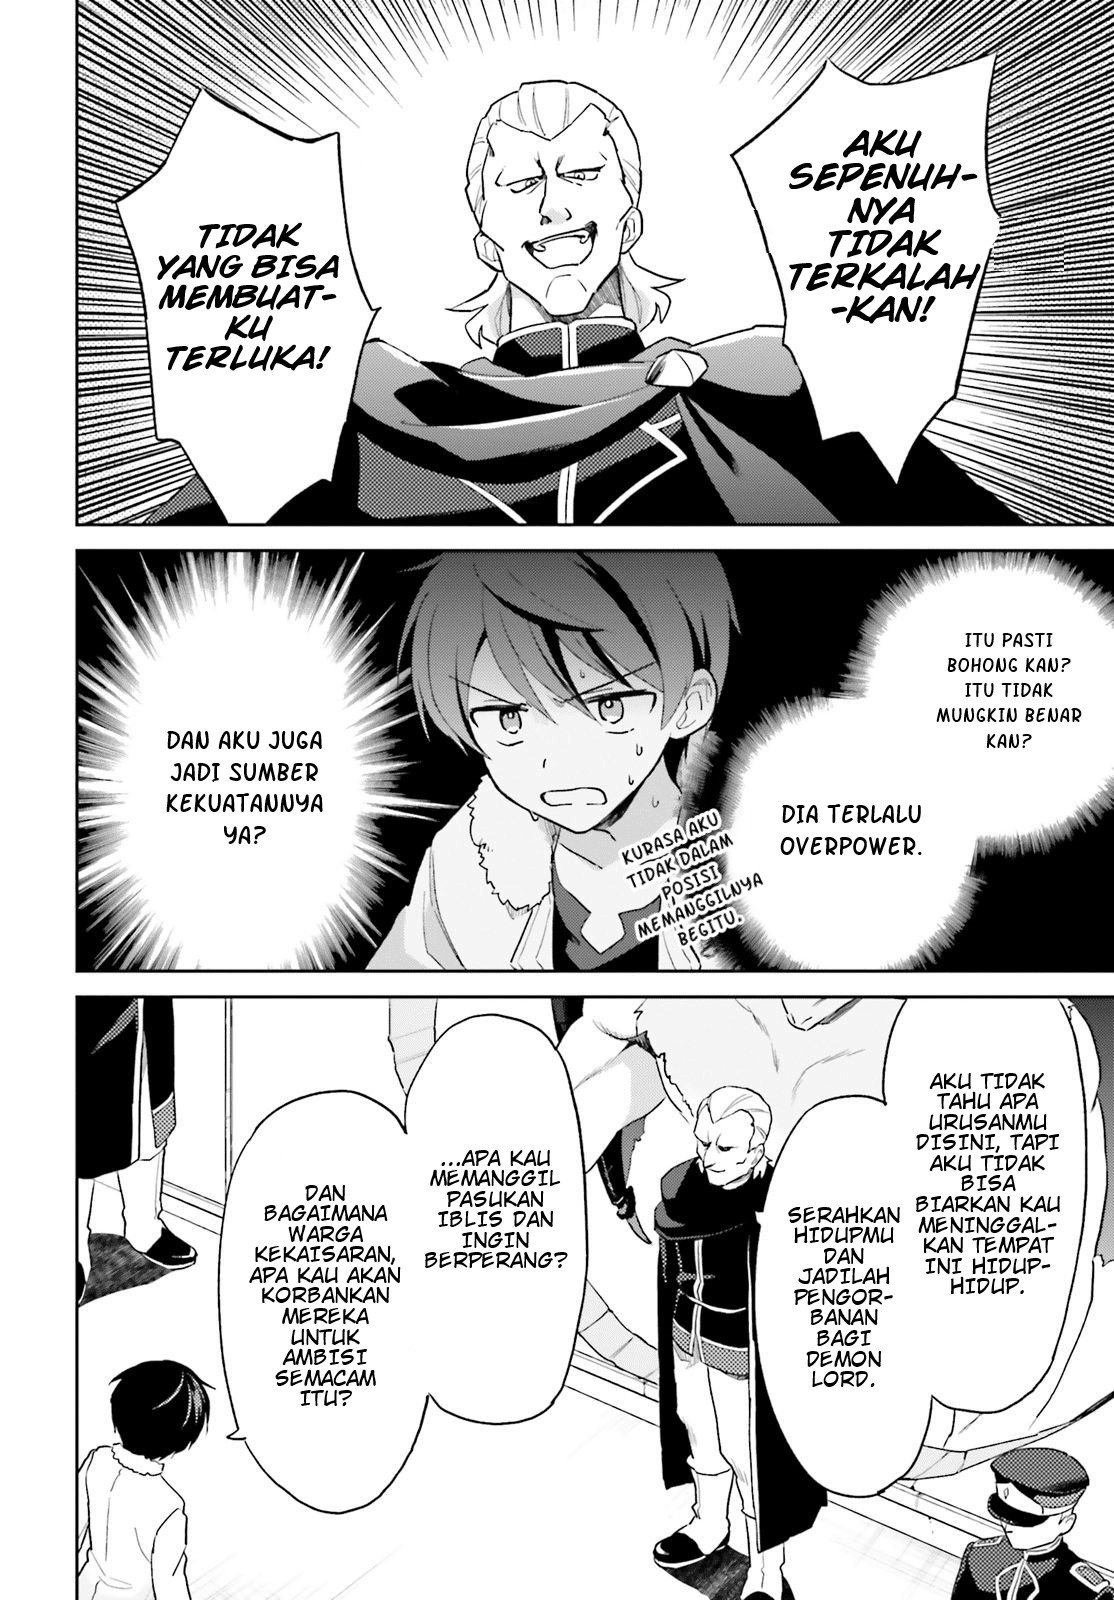 AKU
SEPENUH-
NYA
TIDAK
TERKALAH
-KAN!
TIDAK
YANG BISA
MEMBUAT-
KU
TERLUKA!
ITU PASTI
BOHONG KAN?
ITU TIDAK
MUNGKIN BENAR
KAN?
DIA TERLALU
OVERPOWER.
KURASA AKU
TIDAK DALAM
POSISI
MEMANGGILNYA
BEGITU.
DAN AKU JUGA
JADI SUMBER
KEKUATANNYA
YA?
AKU TIDAK
TAHU APA
URUSANMU
DISINI, TAPI
AKU TIDAK
BISA
BIARKAN KAU
MENINGGAL-
KAN TEMPAT
INI HIDUP-
HIDUP.
SERAHKAN
HIDUPMU
DAN
JADILAH
PENGOR-
BANAN
BAGI
DEMON
LORD.
...APA KAU
MEMANGGIL
PASUKAN
IBLIS DAN
INGIN
BERPERANG?
DAN
BAGAIMANA
WARGA
KEKAISARAN,
APA KAU AKAN
KORBANKAN
MEREKA
UNTUK
AMBISI
SEMACAM
ITU?